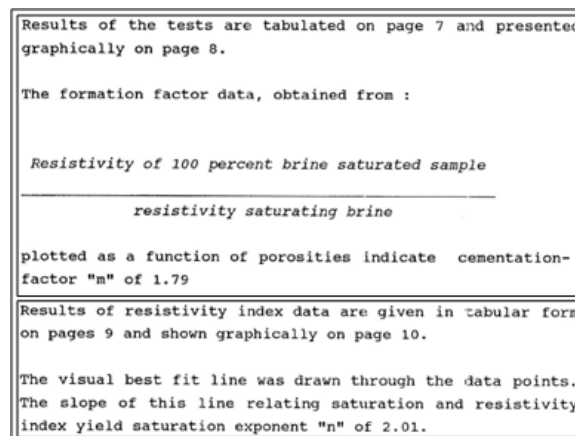 Results of the tests are tabulated on page 7 and presented
graphically on page 8.
The formation factor data, obtained from :
Resistivity of 100 percent brine saturated sample
resistivity saturating brine
plotted as a function of porosities indicate cementation-
factor "m" of 1.79
Results of resistivity index data are given in tabular form
on pages 9 and shown graphically on page 10.
The visual best fit line was drawn through the data points.
The slope of this line relating saturation and resistivity
index yield saturation exponent "n" of 2.01.